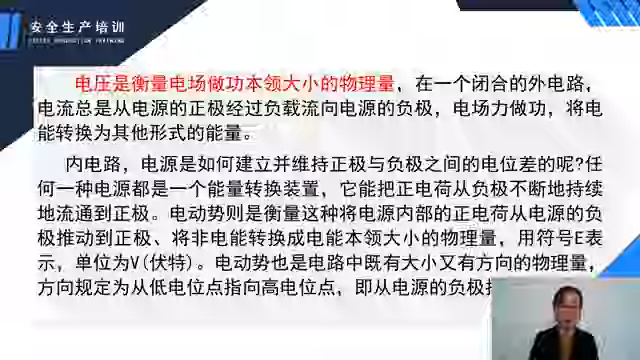 安全生产培训
电压是衡量电场做功本领大小的物理量，在一个闭合的外电路，
电流总是从电源的正极经过负载流向电源的负极，电场力做功，将电
能转换为其他形式的能量。
内电路，电源是如何建立并维持正极与负极之间的电位差的呢?任
何一种电源都是一个能量转换装置，它能把正电荷从负极不断地持续
地流通到正极。电动势则是衡量这种将电源内部的正电荷从电源的负
极推动到正极、将非电能转换成电能本领大小的物理量，用符号E表
示，单位为V(伏特)。电动势也是电路中既有大小又有方向的物理量，
方向规定为从低电位点指向高电位点，即从电源的负极